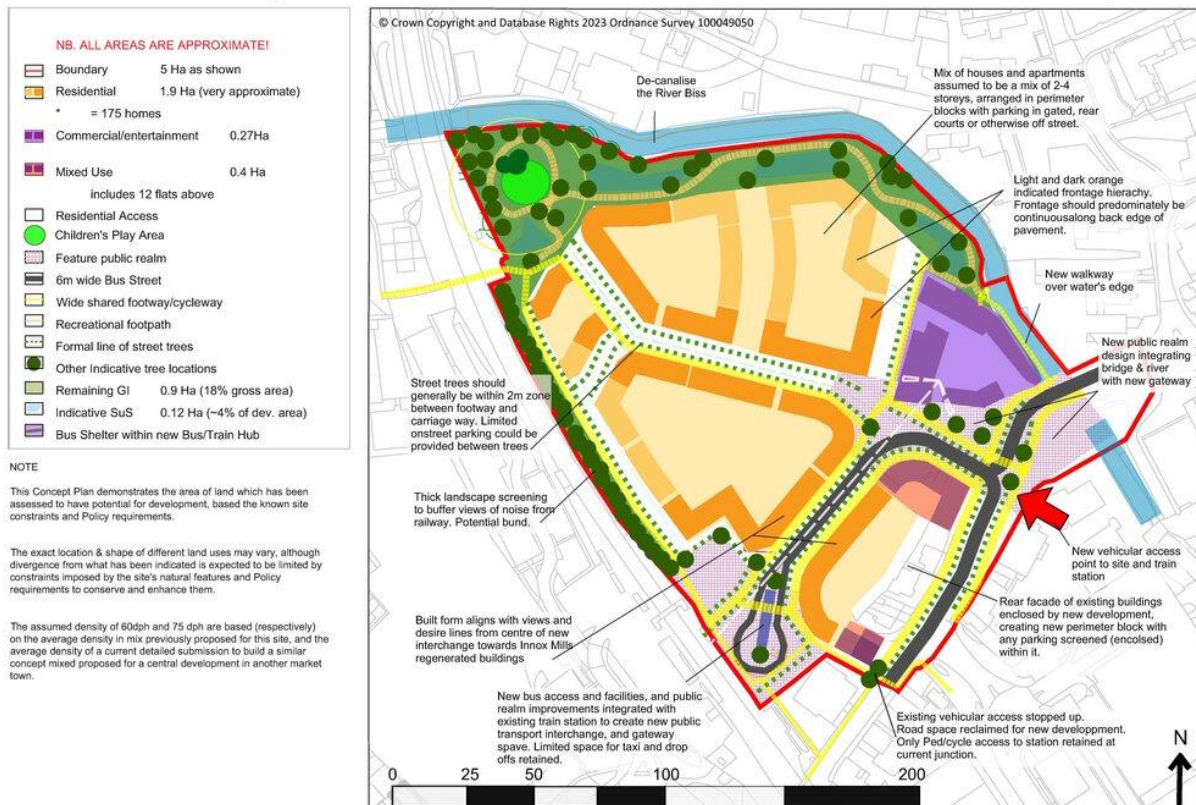 NB. ALL AREAS ARE APPROXIMATE!
Boundary 5 Ha as shown
Residential 1.9 Ha (very approximate)
* = 175 homes
Commercial/entertainment 0.27Ha
Mixed Use 0.4 Ha
includes 12 flats above
Residential Access
Children's Play Area
Feature public realm
6m wide Bus Street
Wide shared footway/cycleway
Recreational footpath
Formal line of street trees
Other Indicative tree locations
Remaining GI 0.9 Ha (18% gross area)
Indicative SuS 0.12 Ha (~4% of dev. area)
Bus Shelter within new Bus/Train Hub
NOTE
This Concept Plan demonstrates the area of land which has been
assessed to have potential for development, based the known site
constraints and Policy requirements.
The exact location & shape of different land uses may vary, although
divergence from what has been indicated is expected to be limited by
constraints imposed by the site's natural features and Policy
requirements to conserve and enhance them.
The assumed density of 60dph and 75 dph are based (respectively)
on the average density in mix previously proposed for this site, and the
average density of a current detailed submission to build a similar
concept mixed proposed for a central development in another market
town.
© Crown Copyright and Database Rights 2023 Ordnance Survey 100049050
De-canalise
the River Biss
Mix of houses and apartments
assumed to be a mix of 2-4
storeys, arranged in perimeter
blocks with parking in gated, rear
courts or otherwise off street.
Light and dark orange
indicated frontage hierachy.
Frontage should predominately be
continuousalong back edge of
pavement.
New walkway
over water's edge
New public realm
design integrating
bridge & river
with new gateway
Street trees should
generally be within 2m zone
between footway and
carriage way. Limited
onstreet parking could be
provided between trees
Thick landscape screening
to buffer views of noise from
railway. Potential bund.
New vehicular access
point to site and train
station
Rear facade of existing buildings
enclosed by new development,
creating new perimeter block with
any parking screened (encolsed)
within it.
Built form aligns with views and
desire lines from centre of new
interchange towards Innox Mills
regenerated buildings
New bus access and facilities, and public
realm improvements integrated with
existing train station to create new public
transport interchange, and gateway
spave. Limited space for taxi and drop
offs retained.
Existing vehicular access stopped up.
Road space reclaimed for new developpment.
Only Ped/cycle access to station retained at
current junction.
N
0 25 50 100 200